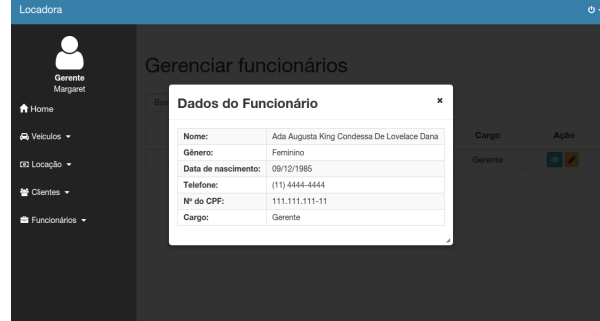 Locadora
Gerente
Margaret
Home
Veículos
Locação
Clientes
Funcionários
Gerenciar funcionários
Bus
Cargo Ação
Gerente
Dados do Funcionário
Nome: Ada Augusta King Condessa De Lovelace Dana
Gênero: Feminino
Data de nascimento: 09/12/1985
Telefone: (11) 4444-4444
Nº do CPF: 111.111.111-11
Cargo: Gerente